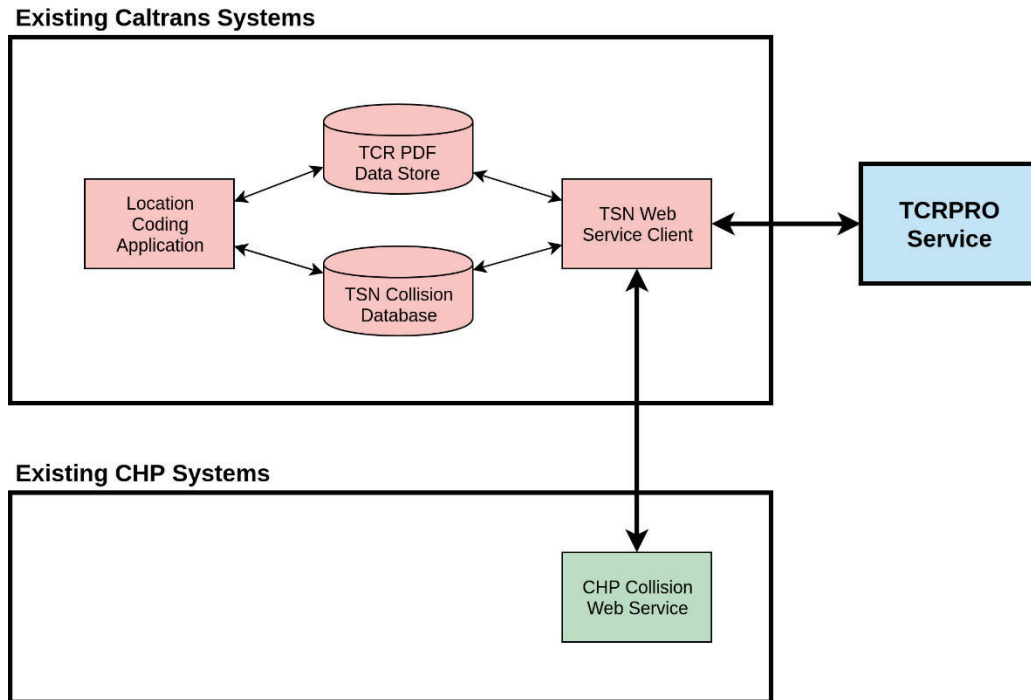 Existing Caltrans Systems
TCR PDF
Data Store
Location
Coding
Application
TSN Web
Service Client
TCRPRO
Service
TSN Collision
Database
Existing CHP Systems
CHP Collision
Web Service